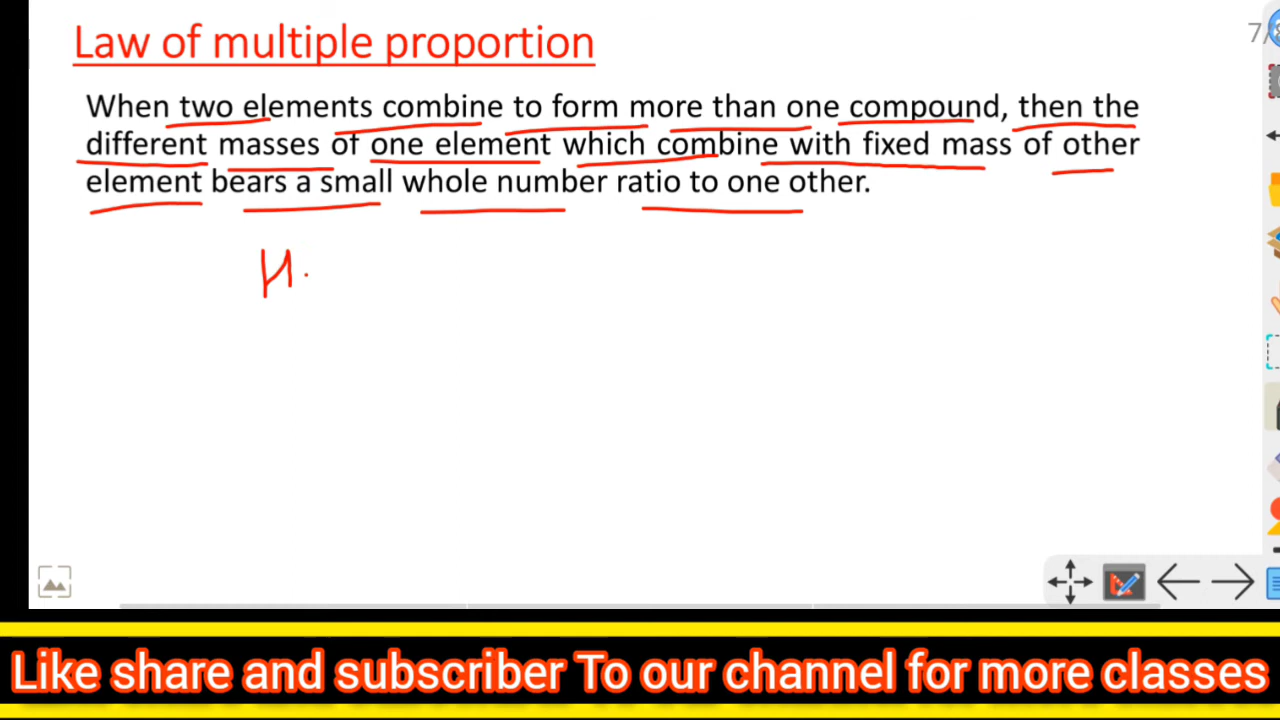 Law of multiple proportion
7/
When two elements combine to form more than one compound, then the
different masses of one element which combine with fixed mass of other
element bears a small whole number ratio to one other.
H.
Like share and subscriber To our channel for more classes